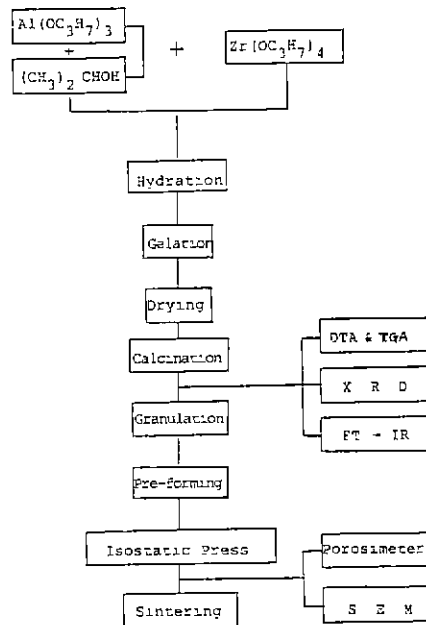 Al(OC₃H₇)₃
+
(CH₃)₂ CHOH
+
Zr(OC₃H₇)₄
Hydration
Gelation
Drying
Calcination
DTA & TGA
X R D
FT - IR
Granulation
Pre-forming
Isostatic Press
Porosimeter
S E M
Sintering